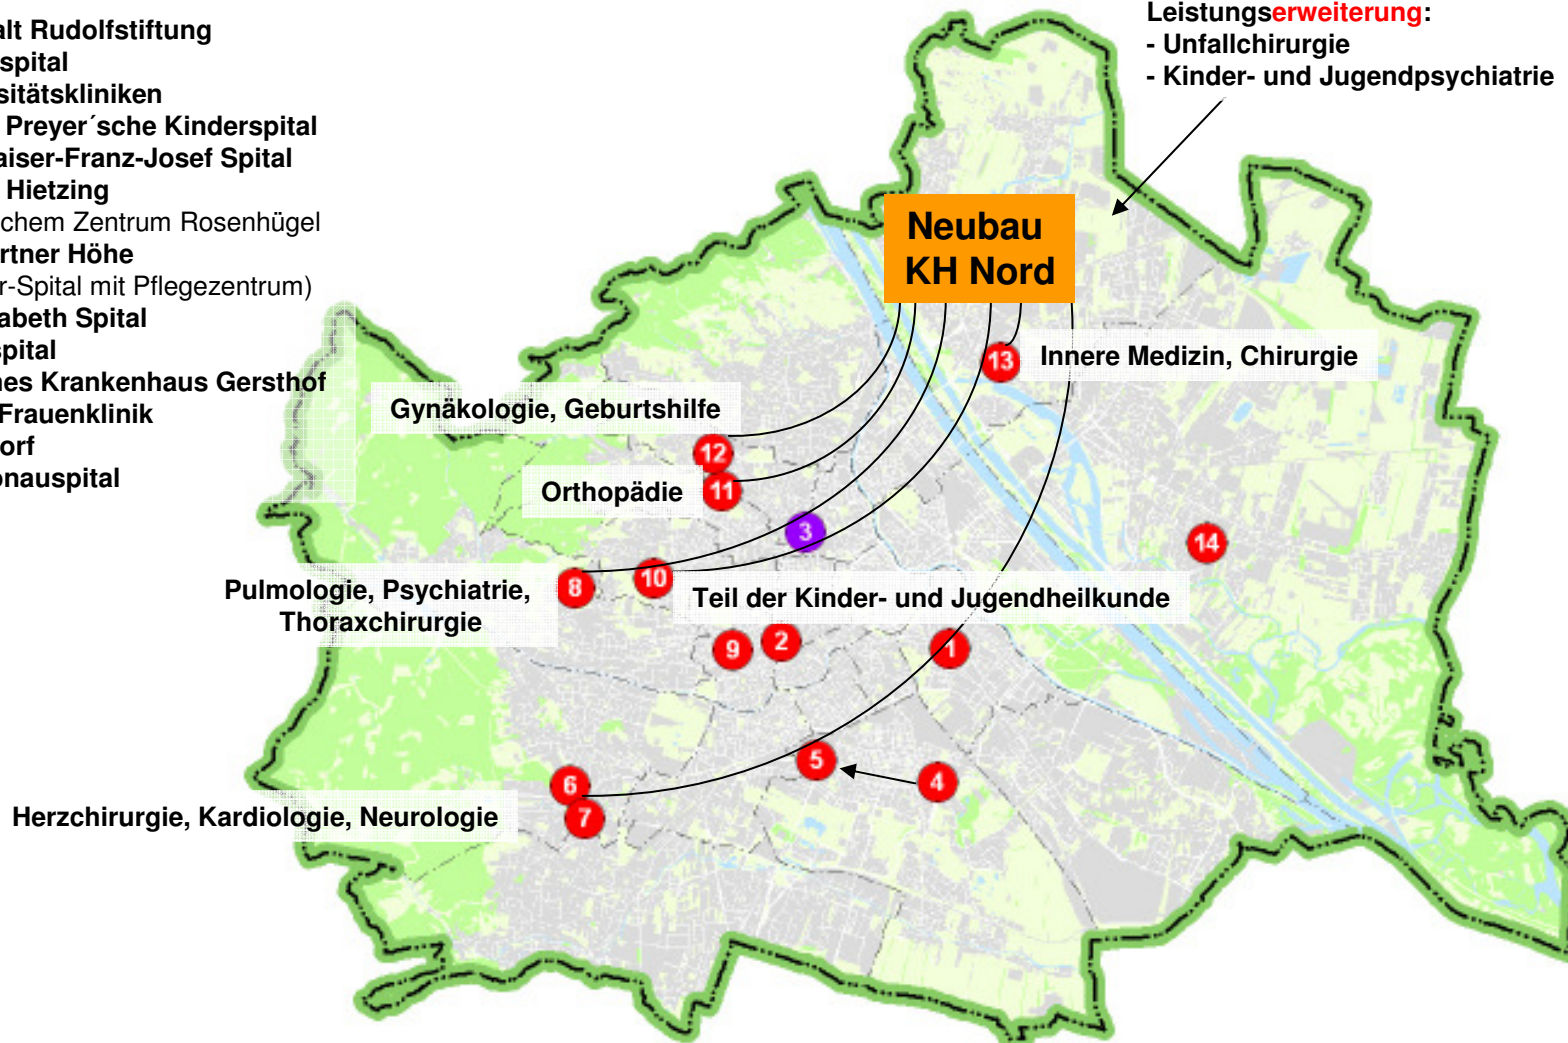 alt Rudolfstiftung
spital
sitätskliniken
Preyer´sche Kinderspital
aiser-Franz-Josef Spital
Hietzing
chem Zentrum Rosenhügel
rtner Höhe
r-Spital mit Pflegezentrum)
abeth Spital
spital
nes Krankenhaus Gersthof
Frauenklinik
orf
onauspital
Leistungserweiterung:
- Unfallchirurgie
- Kinder- und Jugendpsychiatrie
Neubau
KH Nord
13
Innere Medizin, Chirurgie
Gynäkologie, Geburtshilfe
12
Orthopädie
11
3
14
Pulmologie, Psychiatrie,
Thoraxchirurgie
8
10
Teil der Kinder- und Jugendheilkunde
9
2
1
5
4
6
7
Herzchirurgie, Kardiologie, Neurologie